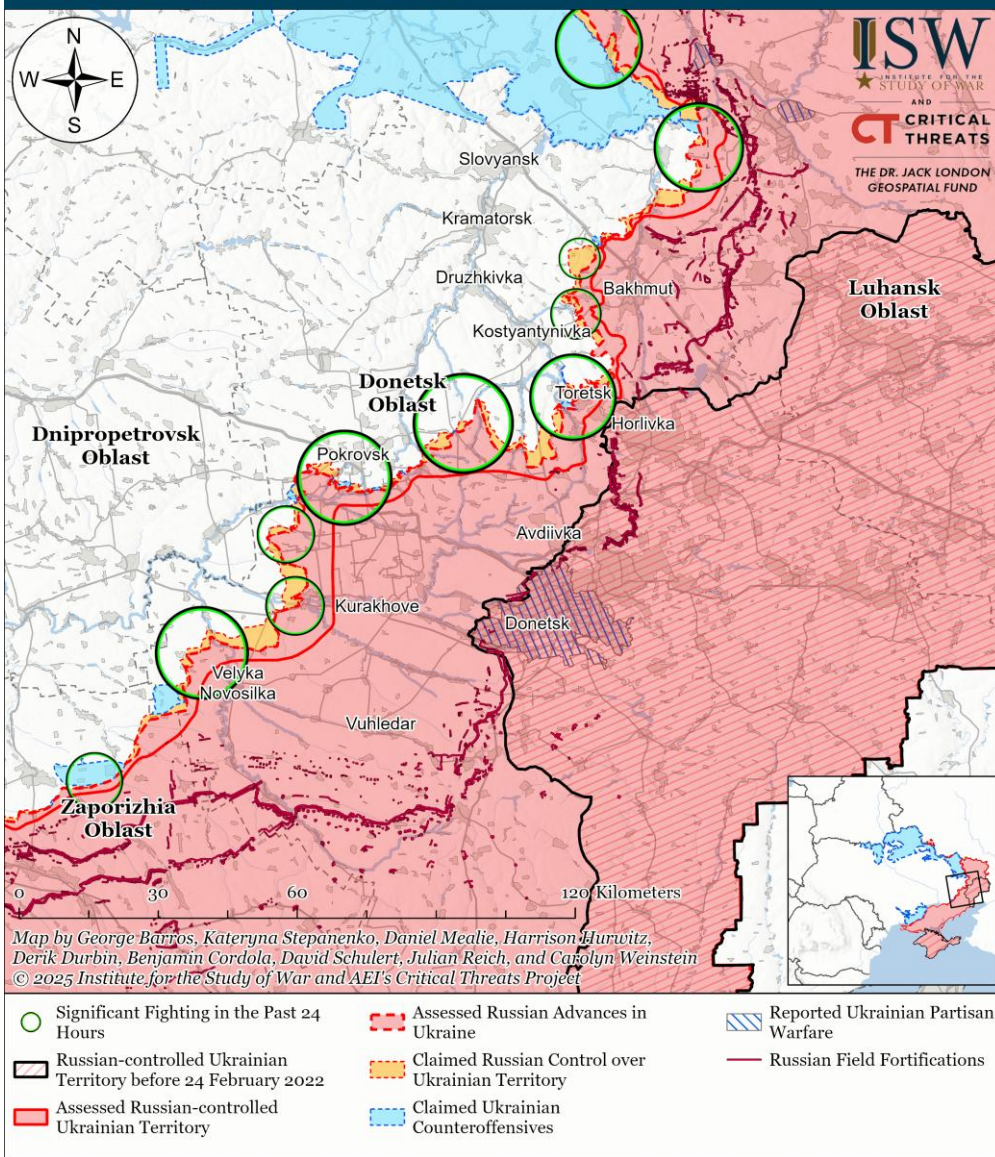 N
W
E
S
ISW
INSTITUTE FOR THE
STUDY OF WAR
AND
CT CRITICAL
THREATS
THE DR. JACK LONDON
GEOSPATIAL FUND
Slovyansk
Kramatorsk
Druzhkivka
Bakhmut
Luhansk
Oblast
Kostyantynivka
Donetsk
Oblast
Toretsk
Horlivka
Dnipropetrovsk
Oblast
Pokrovsk
Avdiivka
Kurakhove
Donetsk
Velyka
Novosilka
Vuhledar
Zaporizhia
Oblast
0 30 60 120 Kilometers
Map by George Barros, Kateryna Stepanenko, Daniel Mealie, Harrison Hurwitz,
Derik Durbin, Benjamin Cordola, David Schulert, Julian Reich, and Carolyn Weinstein
© 2025 Institute for the Study of War and AEI's Critical Threats Project
Significant Fighting in the Past 24
Hours
Russian-controlled Ukrainian
Territory before 24 February 2022
Assessed Russian-controlled
Ukrainian Territory
Assessed Russian Advances in
Ukraine
Claimed Russian Control over
Ukrainian Territory
Claimed Ukrainian
Counteroffensives
Reported Ukrainian Partisan
Warfare
Russian Field Fortifications